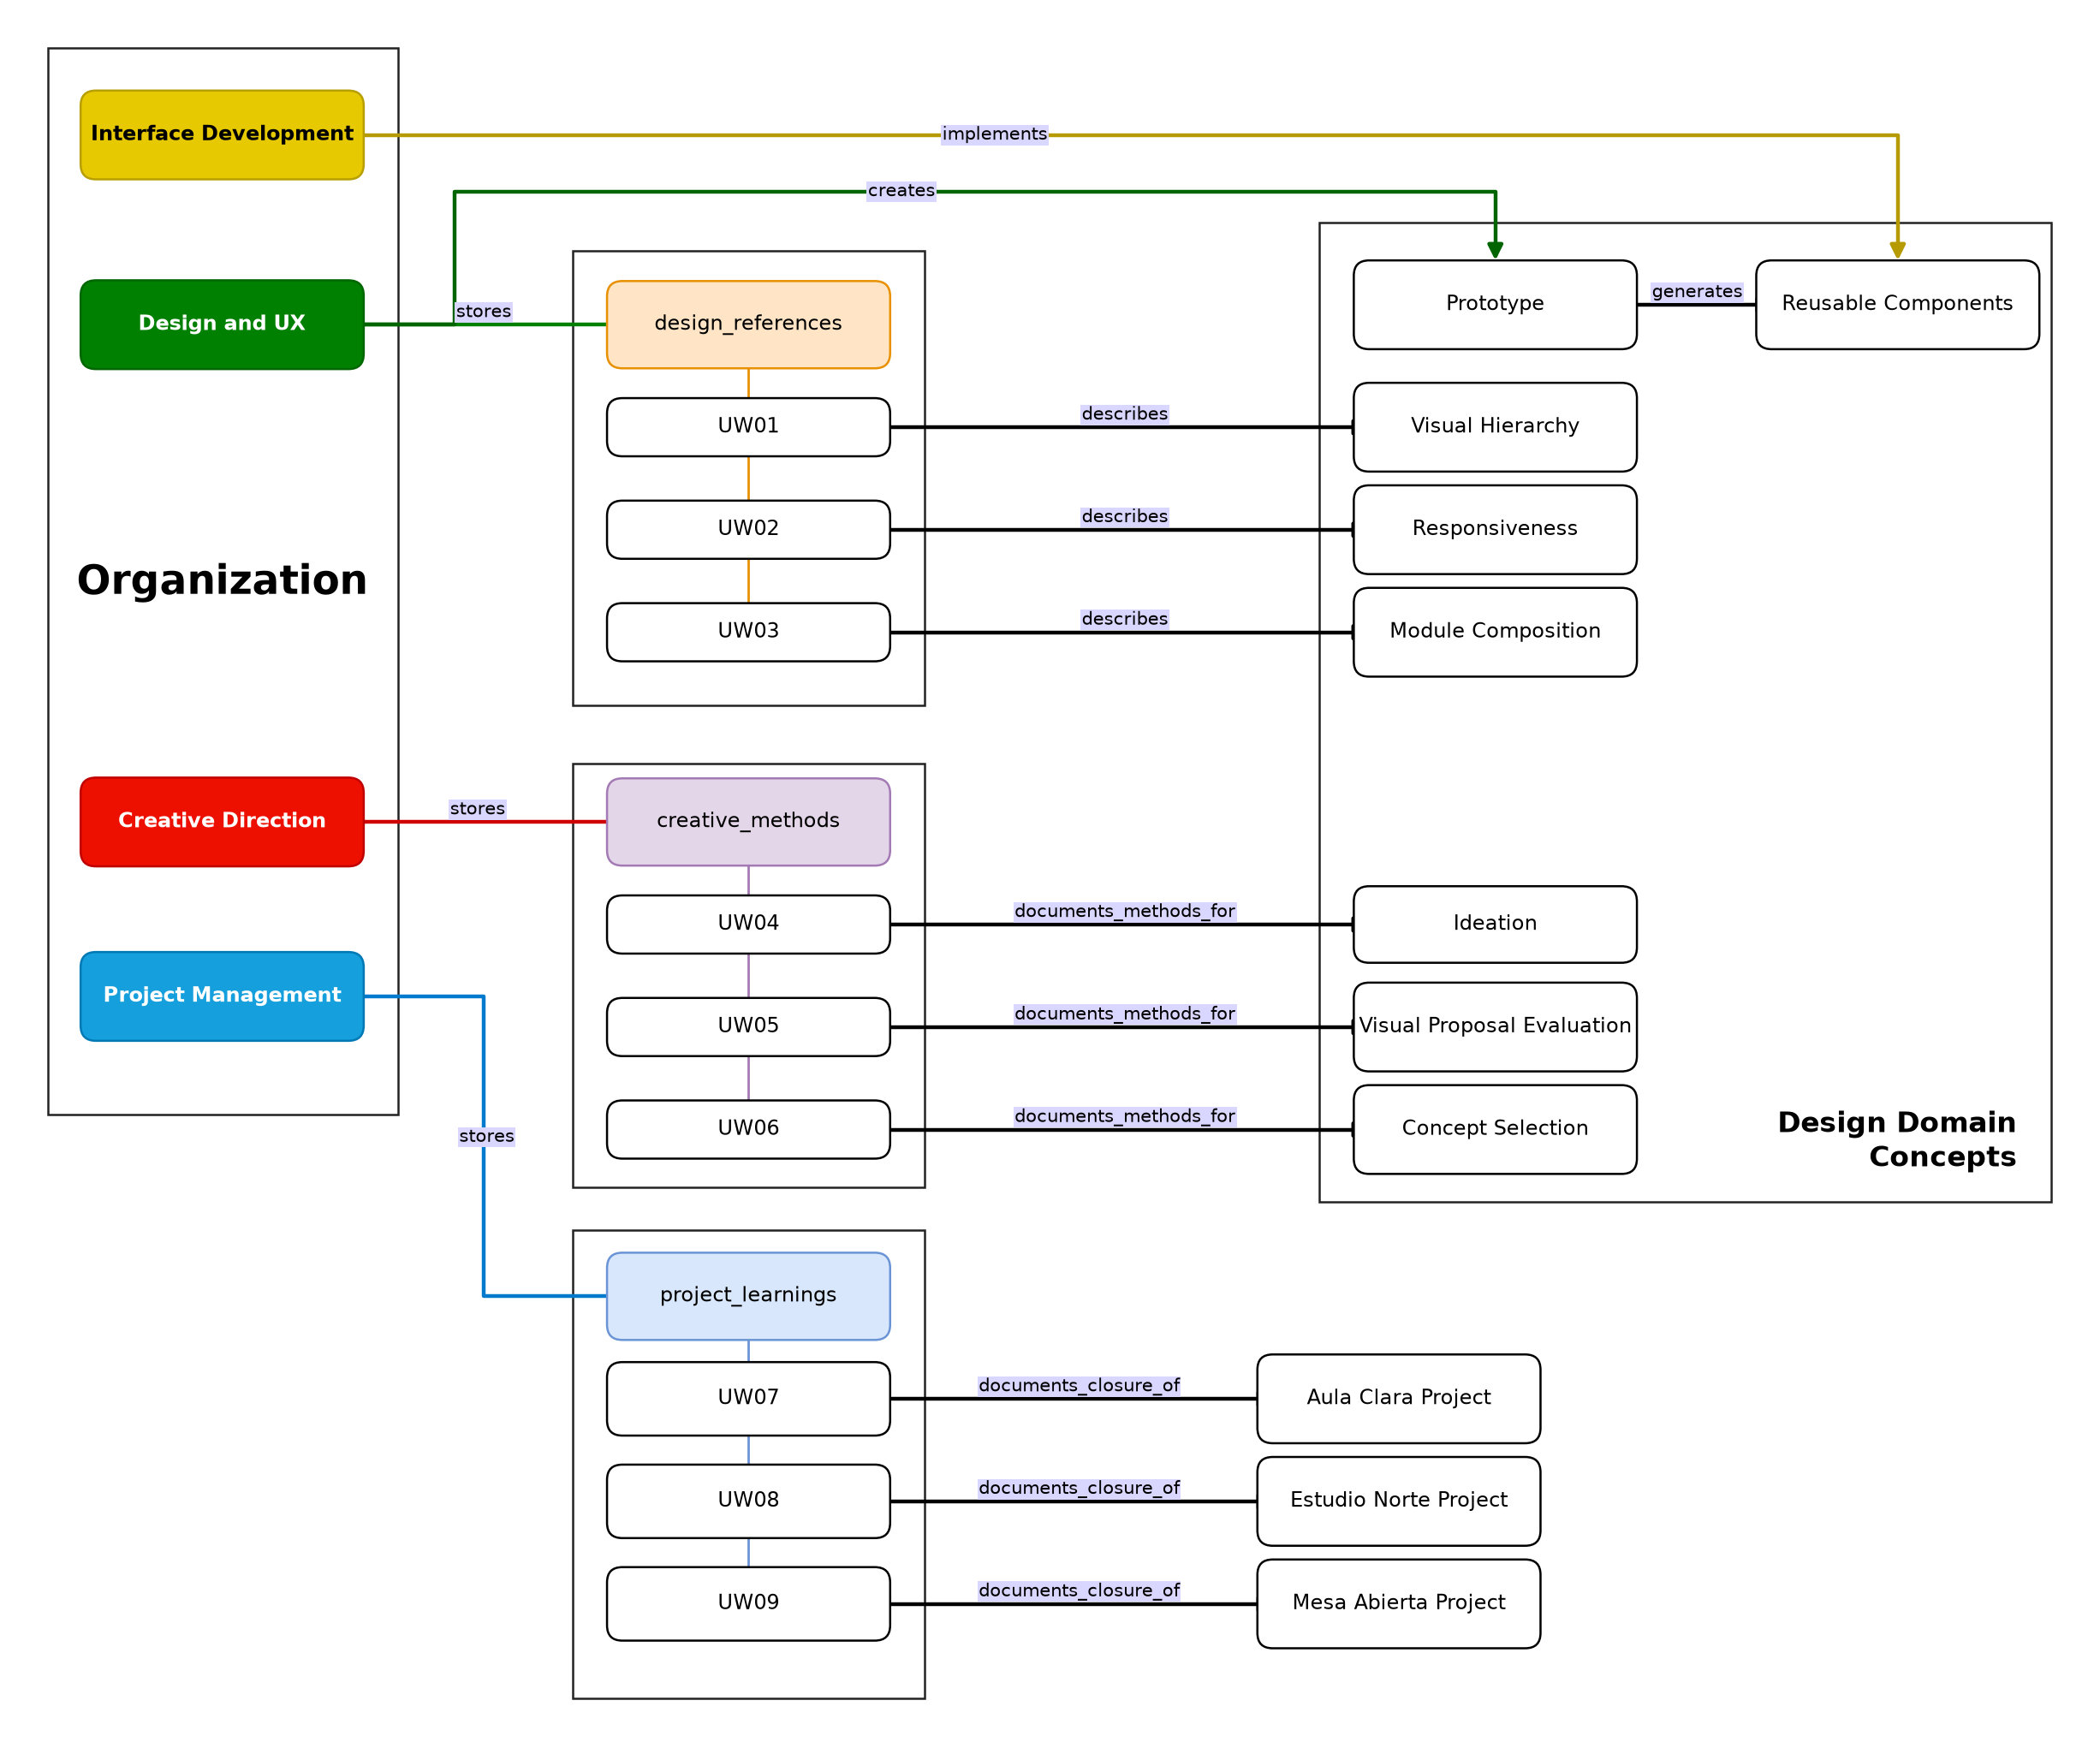 Interface Development
implements
creates
Design and UX
stores
design_references
Prototype
generates
Reusable Components
UW01
describes
Visual Hierarchy
UW02
describes
Responsiveness
Organization
UW03
describes
Module Composition
Creative Direction
stores
creative_methods
UW04
documents_methods_for
Ideation
Project Management
UW05
documents_methods_for
Visual Proposal Evaluation
stores
UW06
documents_methods_for
Concept Selection
Design Domain
Concepts
project_learnings
UW07
documents_closure_of
Aula Clara Project
UW08
documents_closure_of
Estudio Norte Project
UW09
documents_closure_of
Mesa Abierta Project